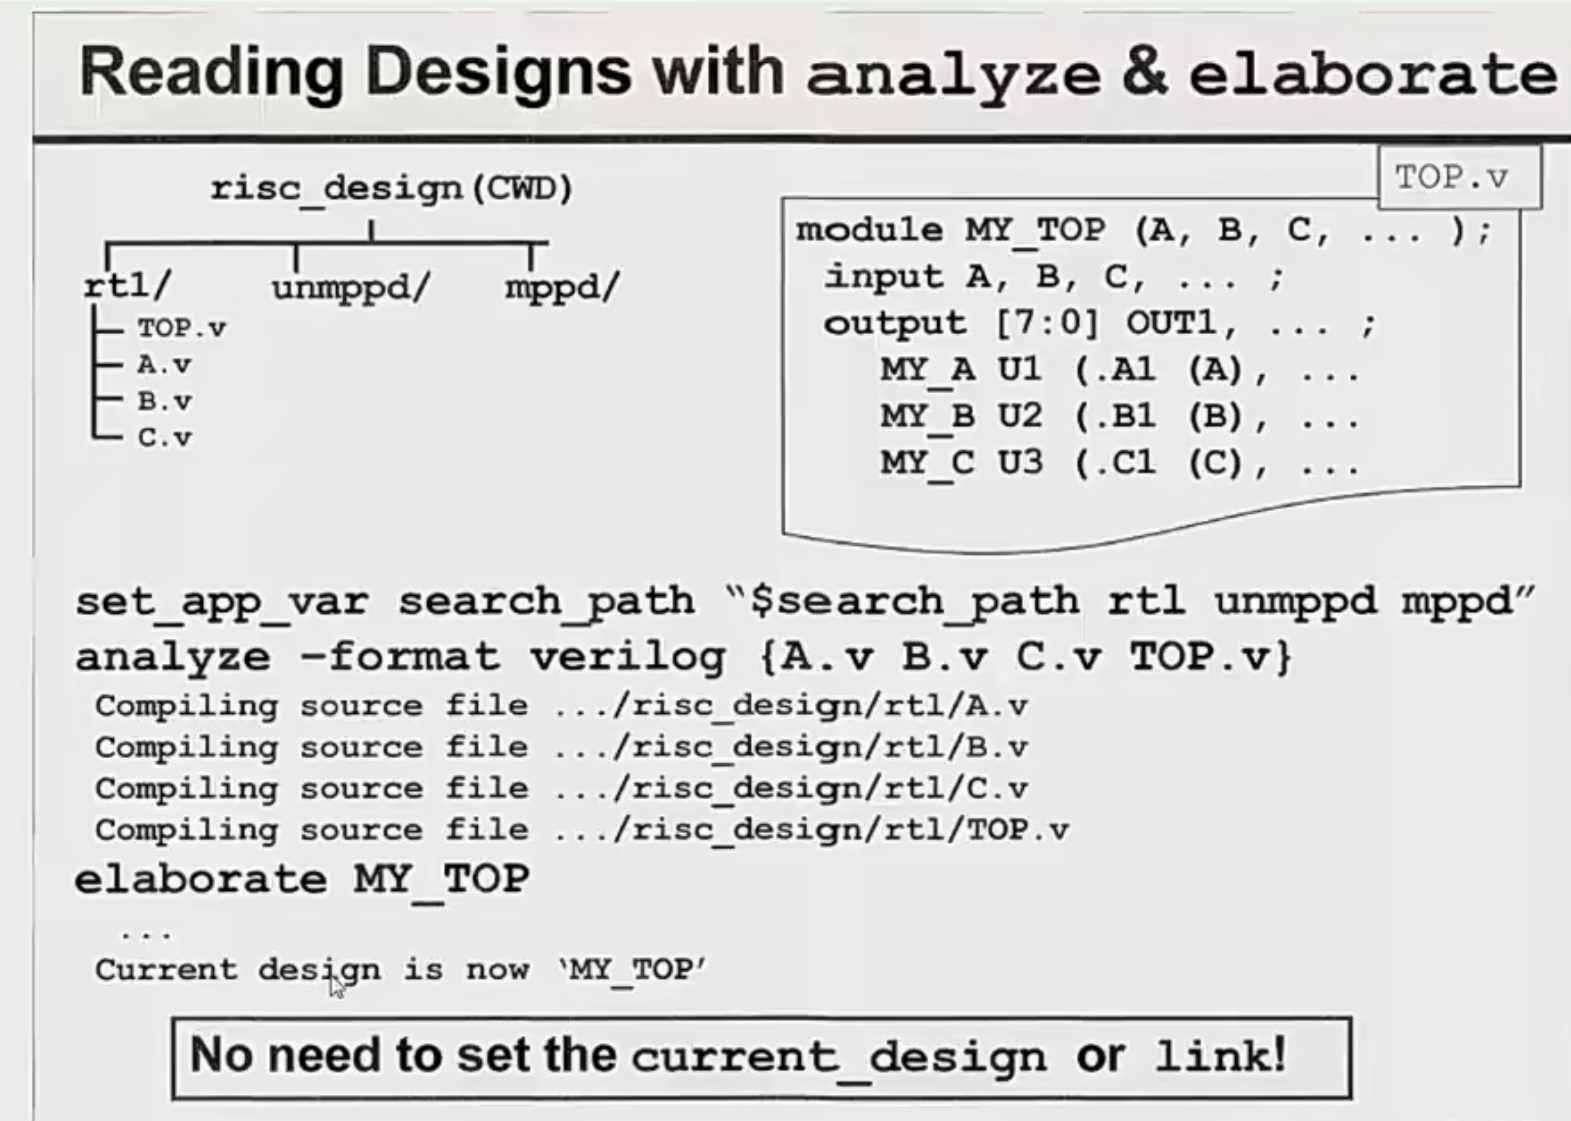 Reading Designs with analyze & elaborate
risc_design(CWD)
rtl/ unmppd/ mppd/
TOP.v
A.v
B.v
C.v
TOP.v
module MY_TOP (A, B, C, ... );
input A, B, C, ... ;
output [7:0] OUT1, ... ;
MY_A U1 (.A1 (A), ...
MY_B U2 (.B1 (B), ...
MY_C U3 (.C1 (C), ...
set_app_var search_path “$search_path rtl unmppd mppd”
analyze –format verilog {A.v B.v C.v TOP.v}
Compiling source file .../risc_design/rtl/A.v
Compiling source file .../risc_design/rtl/B.v
Compiling source file .../risc_design/rtl/C.v
Compiling source file .../risc_design/rtl/TOP.v
elaborate MY_TOP
...
Current design is now ‘MY_TOP’
No need to set the current_design or link!